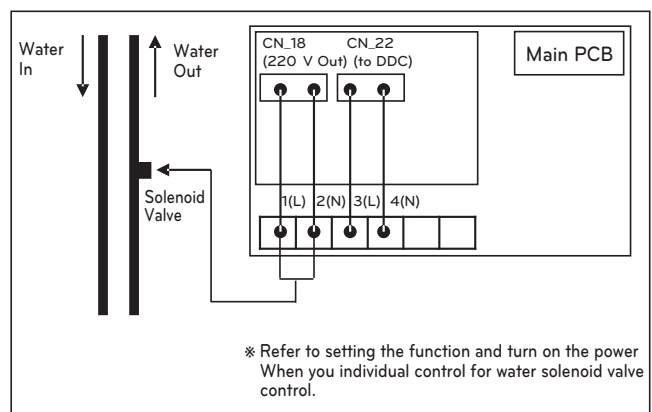 Water
In
Water
Out
CN_18 CN_22
(220 V Out) (to DDC)
Main PCB
Solenoid
Valve
1(L) 2(N) 3(L) 4(N)
※ Refer to setting the function and turn on the power
When you individual control for water solenoid valve
control.